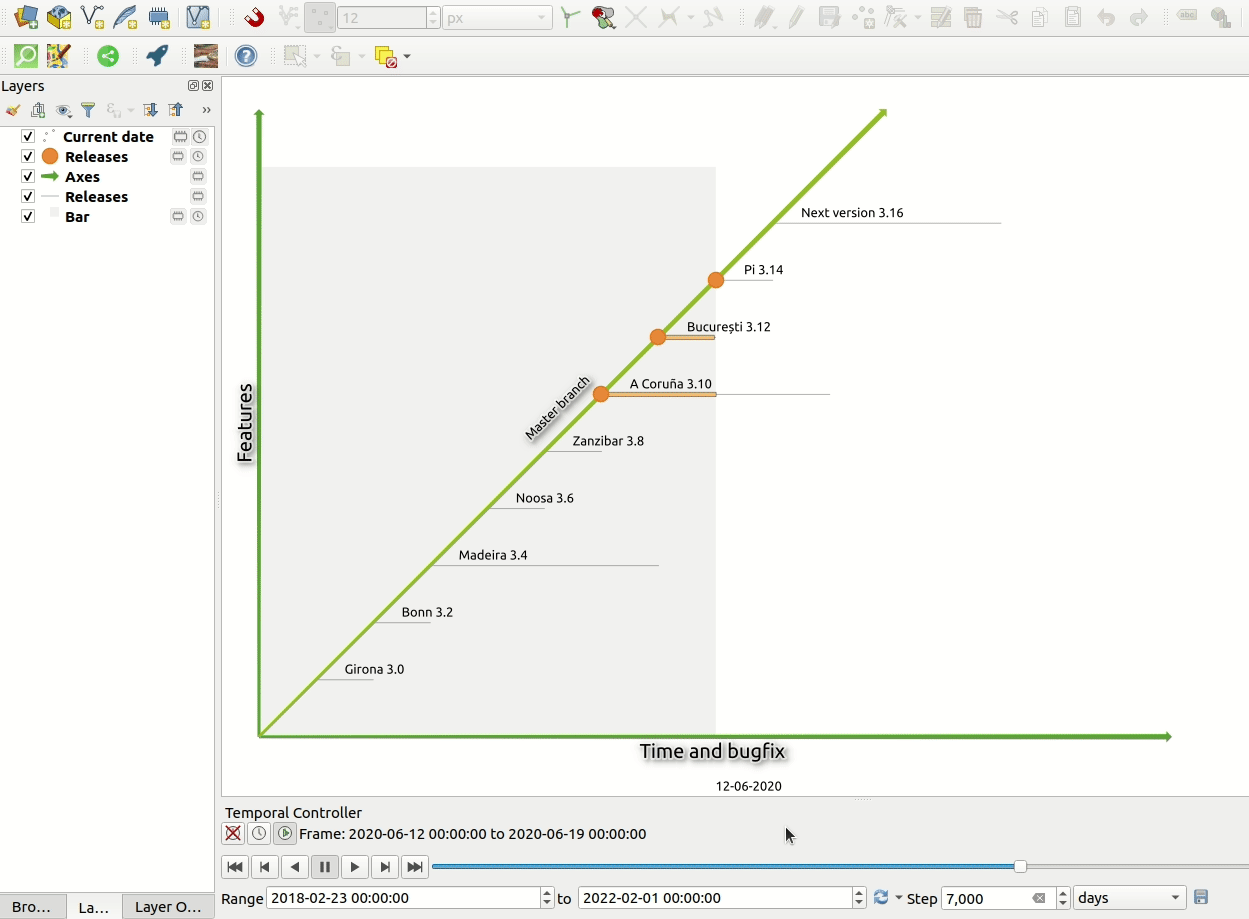 12
px
abc
Layers
Current date
Releases
Axes
Releases
Bar
Features
Master branch
Next version 3.16
Pi 3.14
București 3.12
A Coruña 3.10
Zanzibar 3.8
Noosa 3.6
Madeira 3.4
Bonn 3.2
Girona 3.0
Time and bugfix
12-06-2020
Temporal Controller
Frame: 2020-06-12 00:00:00 to 2020-06-19 00:00:00
Range 2018-02-23 00:00:00 to 2022-02-01 00:00:00 Step 7,000 days
Bro... La... Layer O...